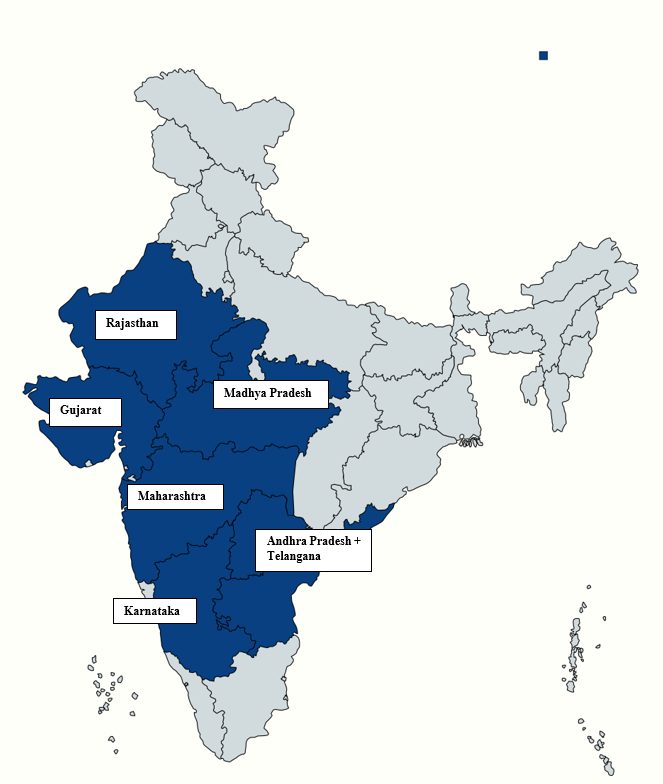 Rajasthan
Madhya Pradesh
Gujarat
Maharashtra
Andhra Pradesh +
Telangana
Karnataka